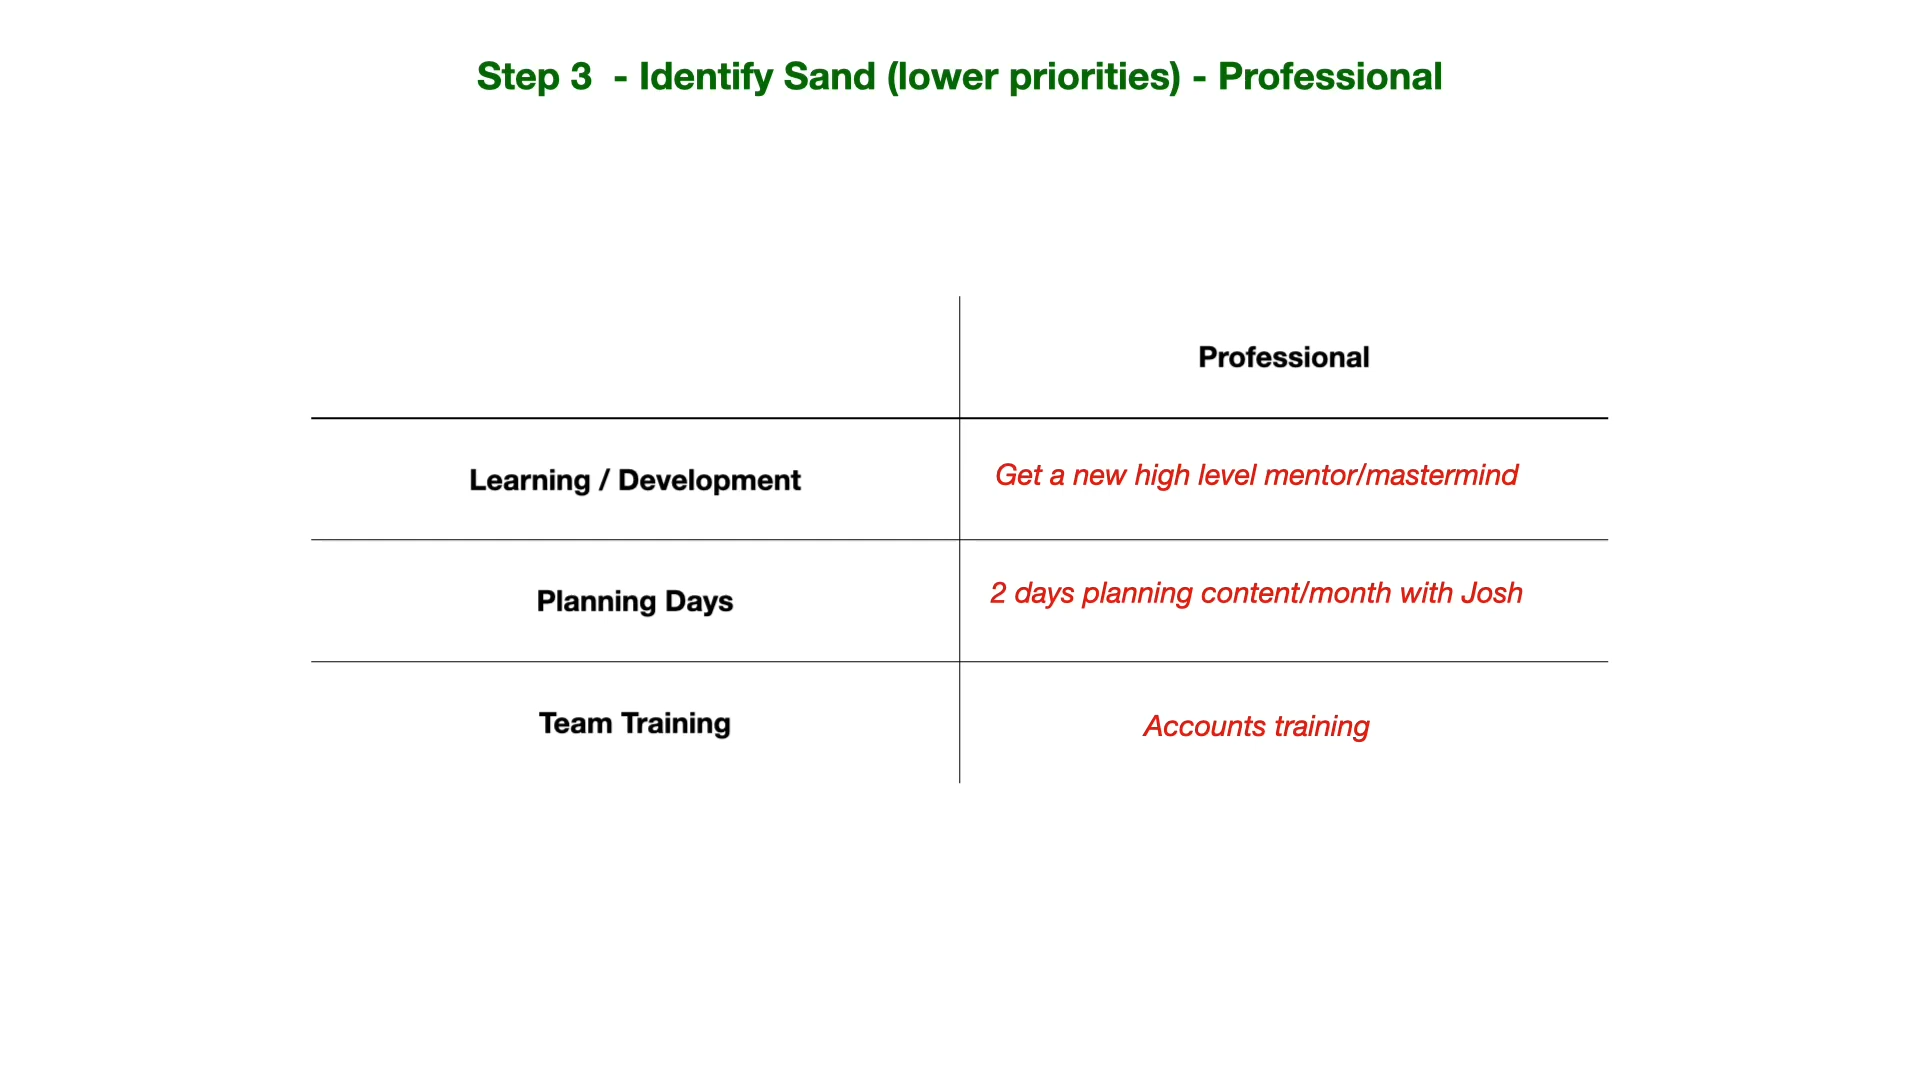 Step 3  - Identify Sand (lower priorities) - Professional
Professional
Learning / Development
Get a new high level mentor/mastermind
Planning Days
2 days planning content/month with Josh
Team Training
Accounts training